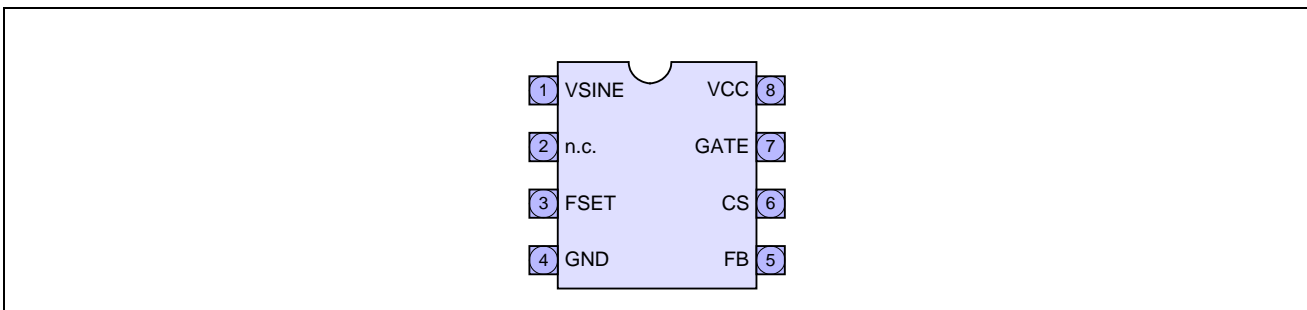 1 VSINE VCC 8
2 n.c. GATE 7
3 FSET CS 6
4 GND FB 5